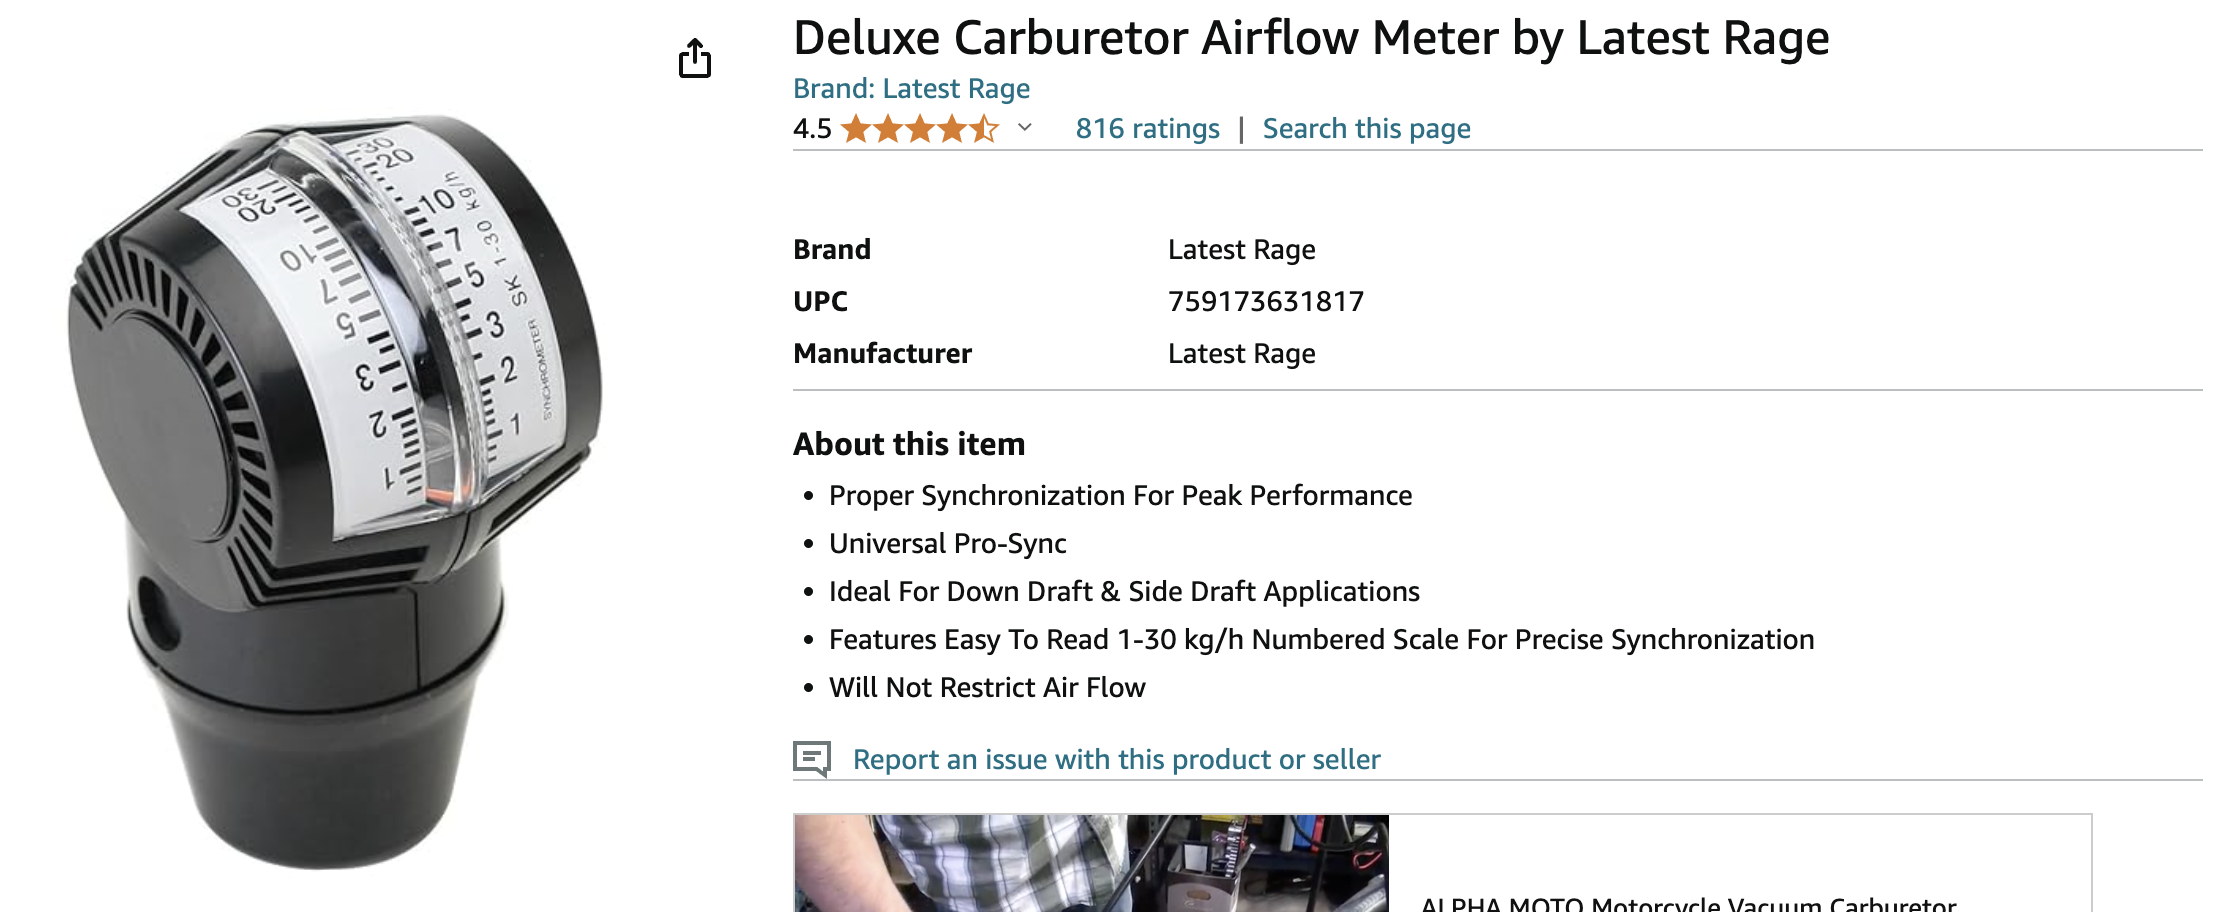 Deluxe Carburetor Airflow Meter by Latest Rage
Brand: Latest Rage
4.5
816 ratings | Search this page
30
20
10
7
5
3
2
1
SK 1-30 kg/h
SYNCHROMETER
30
20
10
7
5
3
2
1
Brand Latest Rage
UPC 759173631817
Manufacturer Latest Rage
About this item
• Proper Synchronization For Peak Performance
• Universal Pro-Sync
• Ideal For Down Draft & Side Draft Applications
• Features Easy To Read 1-30 kg/h Numbered Scale For Precise Synchronization
• Will Not Restrict Air Flow
Report an issue with this product or seller
ALPHA MOTO Motorcycle Vacuum Carburetor